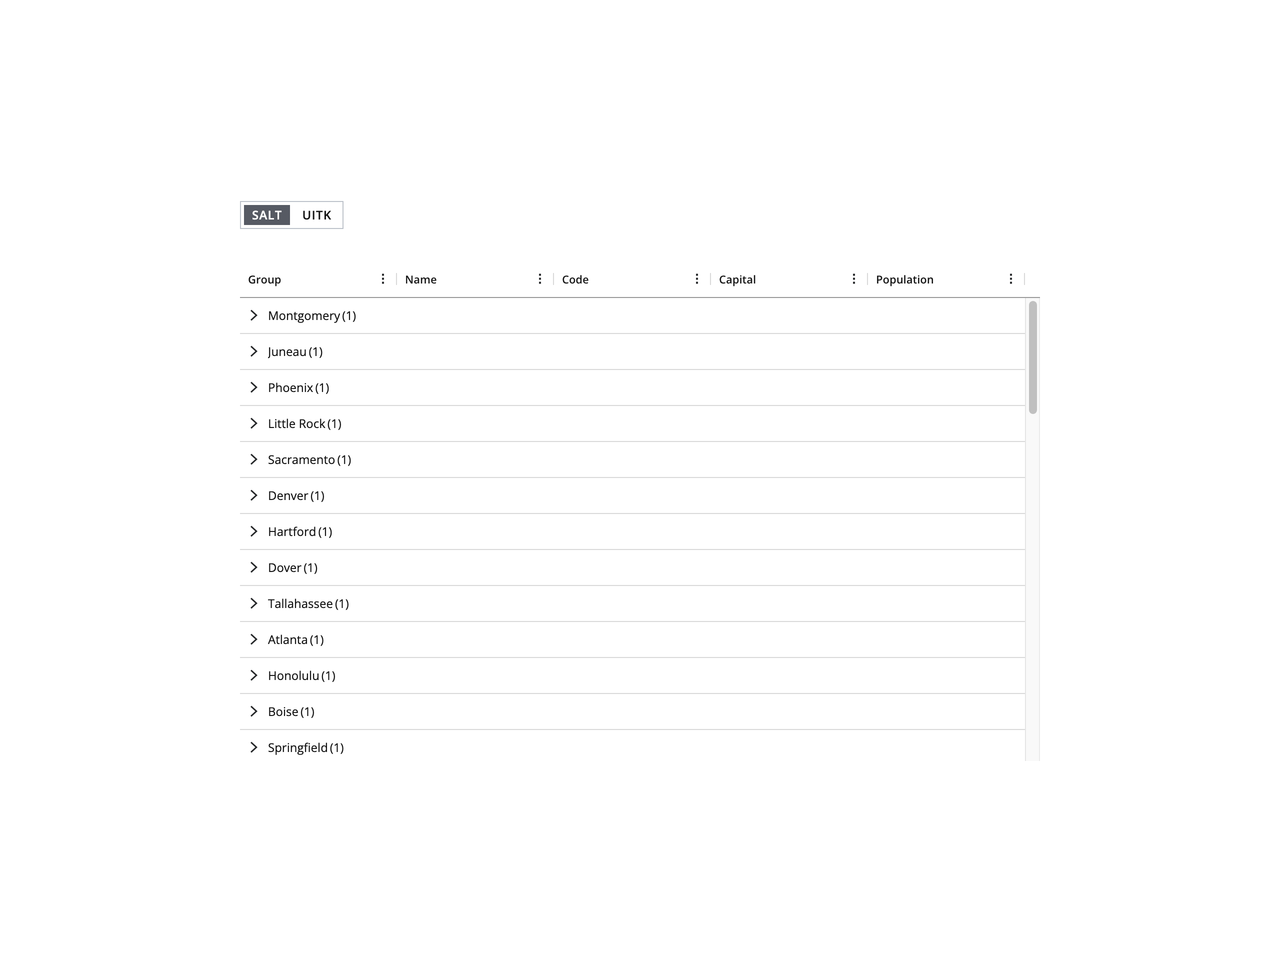 SALT UITK
Group Name Code Capital Population
Montgomery (1)
Juneau (1)
Phoenix (1)
Little Rock (1)
Sacramento (1)
Denver (1)
Hartford (1)
Dover (1)
Tallahassee (1)
Atlanta (1)
Honolulu (1)
Boise (1)
Springfield (1)